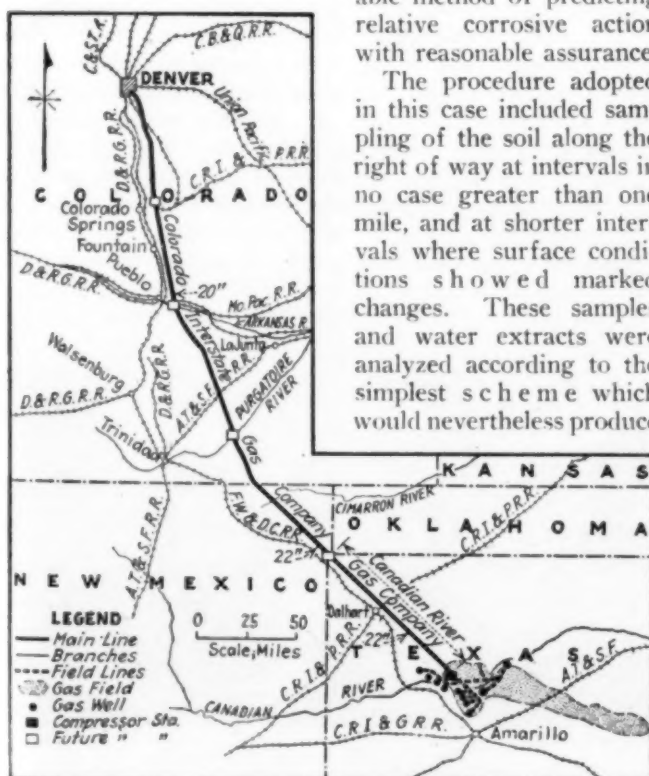 able method of predicting
relative corrosive action
with reasonable assurance
The procedure adopted
in this case included sam-
pling of the soil along the
right of way at intervals in
no case greater than one
mile, and at shorter inter-
vals where surface condi-
tions showed marked
changes. These samples
and water extracts were
analyzed according to the
simplest scheme which
would nevertheless produce
C.&S.
C.B.& Q.R.R.
DENVER
Union Pacific
D.&R.G.R.R.
C.R.I. & P.R.R.
COLORADO
Colorado
Springs
Fountain
Pueblo
D.& R.G.R.R.
20"
Mo. Pac. R.R.
ARKANSAS R.
LaJunta
Walsenburg
D.& R.G.R.R.
D.&R.G.R.R.
A.T.&S.F. R.R.
PURGATOIRE
RIVER
Trinidad
Colorado Interstate Gas Company
KANSAS
CIMARRON RIVER
OKLAHOMA
F.W.& D.C.R.R.
C.R.I.& P.R.R.
A.T.& S.F. R.R.
22"
Canadian River
Gas Company
NEW MEXICO
Dalhart
22"
TEXAS
LEGEND
Main Line
Branches
Field Lines
Gas Field
Gas Well
Compressor Sta.
Future " "
0 25 50
Scale, Miles
C.R.I.& P.R.R.
CANADIAN
RIVER
C.R.I.& G.R.R.
A.T.& S.F.
Amarillo